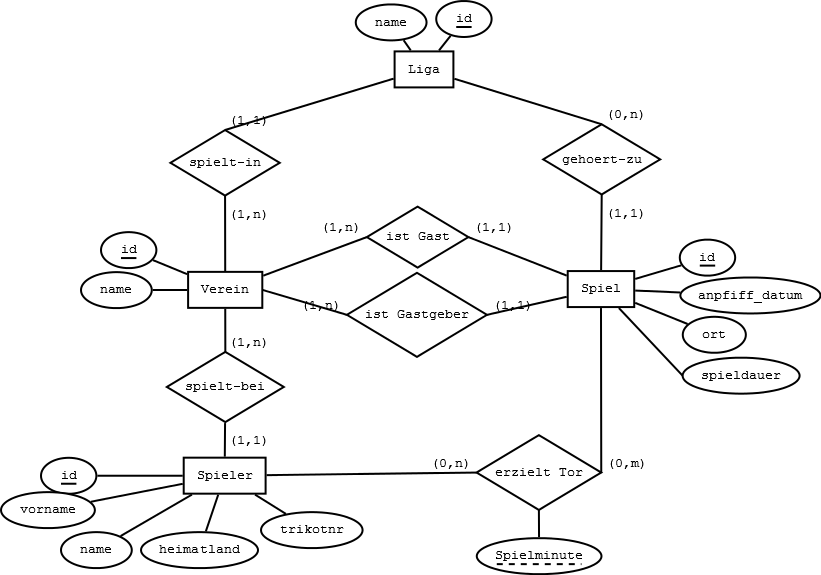 name
id
Liga
(1,1)
(0,n)
spielt-in
gehoert-zu
(1,n)
(1,1)
(1,n)
ist Gast
(1,1)
id
name
Verein
Spiel
id
anpfiff_datum
ort
spieldauer
(1,n)
ist Gastgeber
(1,1)
(1,n)
spielt-bei
(1,1)
Spieler
(0,n)
erzielt Tor
(0,m)
id
vorname
name
heimatland
trikotnr
Spielminute